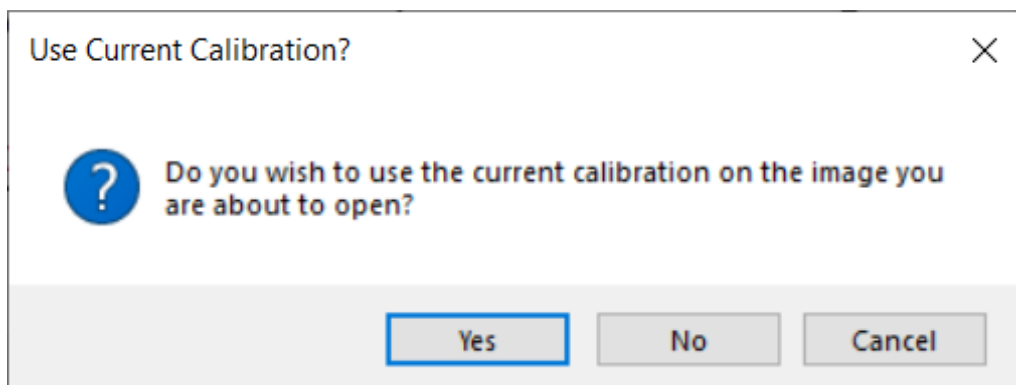 Use Current Calibration?
Do you wish to use the current calibration on the image you
are about to open?
Yes No Cancel